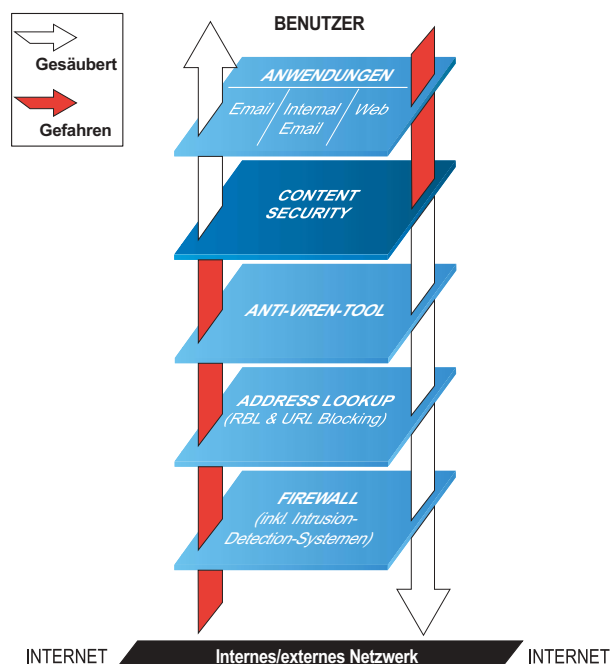 BENUTZER
Gesäubert
Gefahren
ANWENDUNGEN
Email
Internal
Email
Web
CONTENT
SECURITY
ANTI-VIREN-TOOL
ADDRESS LOOKUP
(RBL & URL Blocking)
FIREWALL
(inkl. Intrusion-
Detection-Systemen)
INTERNET
Internes/externes Netzwerk
INTERNET